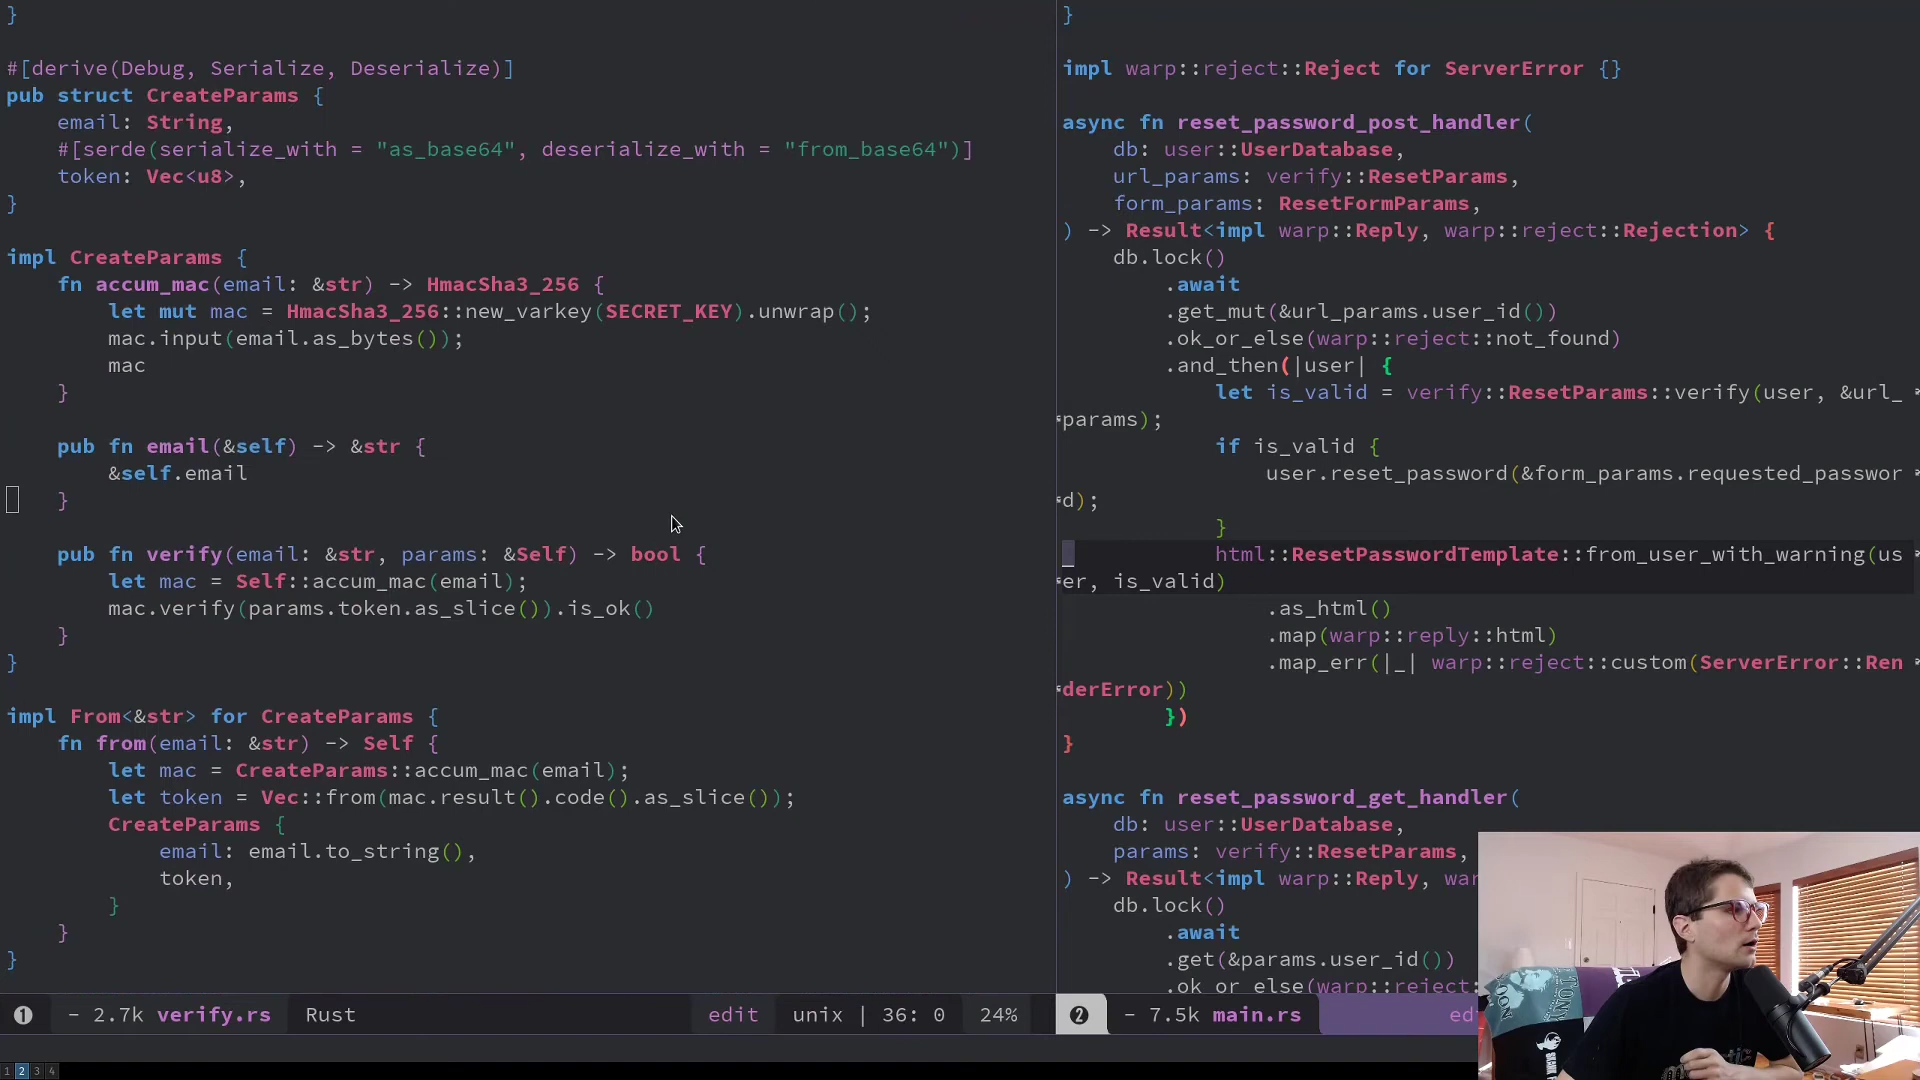 }
#[derive(Debug, Serialize, Deserialize)]
pub struct CreateParams {
    email: String,
    #[serde(serialize_with = "as_base64", deserialize_with = "from_base64")]
    token: Vec<u8>,
}
impl CreateParams {
    fn accum_mac(email: &str) -> HmacSha3_256 {
        let mut mac = HmacSha3_256::new_varkey(SECRET_KEY).unwrap();
        mac.input(email.as_bytes());
        mac
    }
    pub fn email(&self) -> &str {
        &self.email
    }
    pub fn verify(email: &str, params: &Self) -> bool {
        let mac = Self::accum_mac(email);
        mac.verify(params.token.as_slice()).is_ok()
    }
}
impl From<&str> for CreateParams {
    fn from(email: &str) -> Self {
        let mac = CreateParams::accum_mac(email);
        let token = Vec::from(mac.result().code().as_slice());
        CreateParams {
            email: email.to_string(),
            token,
        }
    }
}
1 - 2.7k verify.rs Rust edit unix | 36: 0 24%
}
impl warp::reject::Reject for ServerError {}
async fn reset_password_post_handler(
    db: user::UserDatabase,
    url_params: verify::ResetParams,
    form_params: ResetFormParams,
) -> Result<impl warp::Reply, warp::reject::Rejection> {
    db.lock()
        .await
        .get_mut(&url_params.user_id())
        .ok_or_else(warp::reject::not_found)
        .and_then(|user| {
            let is_valid = verify::ResetParams::verify(user, &url_
params);
            if is_valid {
                user.reset_password(&form_params.requested_passwor
d);
            }
            html::ResetPasswordTemplate::from_user_with_warning(us
er, is_valid)
                .as_html()
                .map(warp::reply::html)
                .map_err(|_| warp::reject::custom(ServerError::Ren
derError))
        })
}
async fn reset_password_get_handler(
    db: user::UserDatabase,
    params: verify::ResetParams,
) -> Result<impl warp::Reply, war
    db.lock()
        .await
        .get(&params.user_id())
        .ok_or_else(warp::reject:
2 - 7.5k main.rs ed
1 2 3 4